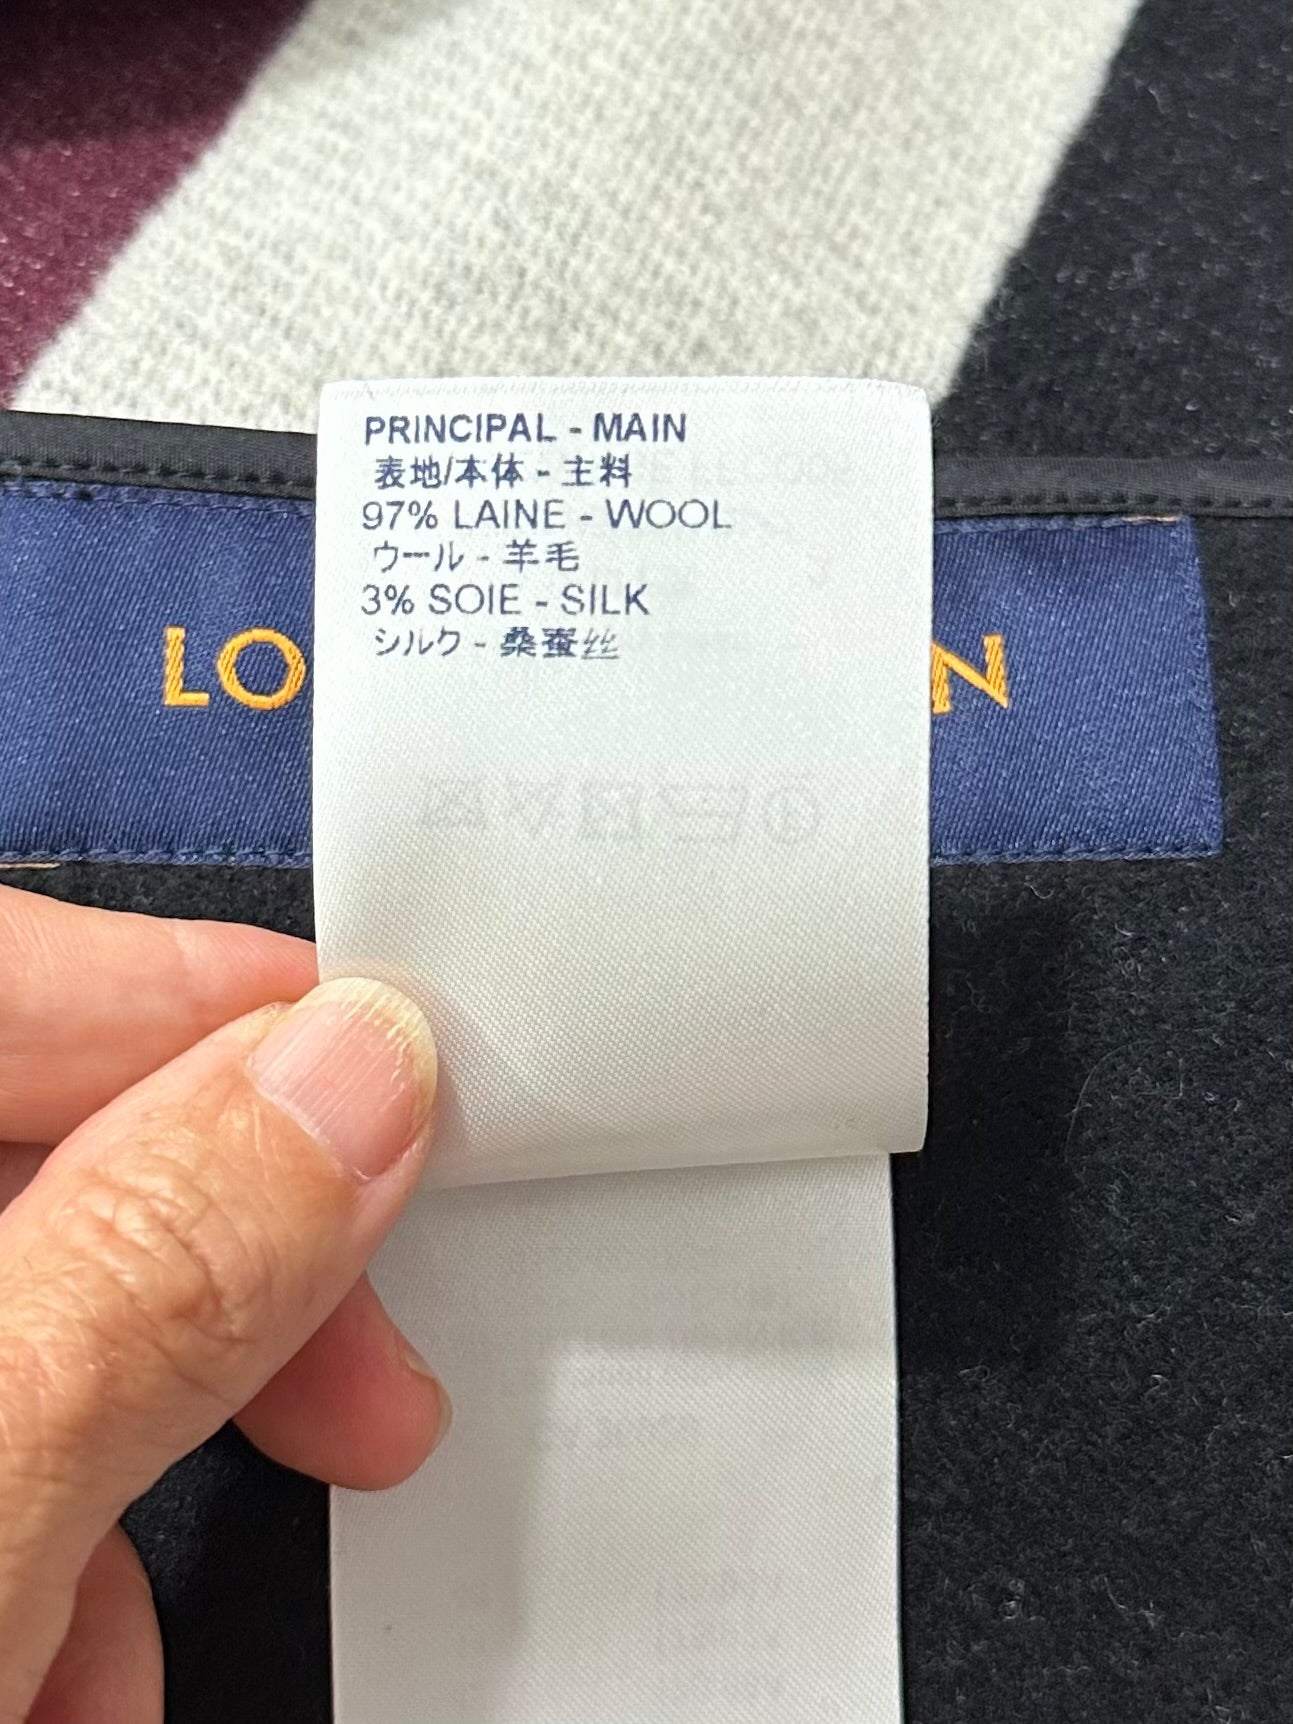 PRINCIPAL - MAIN
表地/本体 - 主料
97% LAINE - WOOL
ウール - 羊毛
3% SOIE - SILK
シルク - 桑蚕丝
LO N